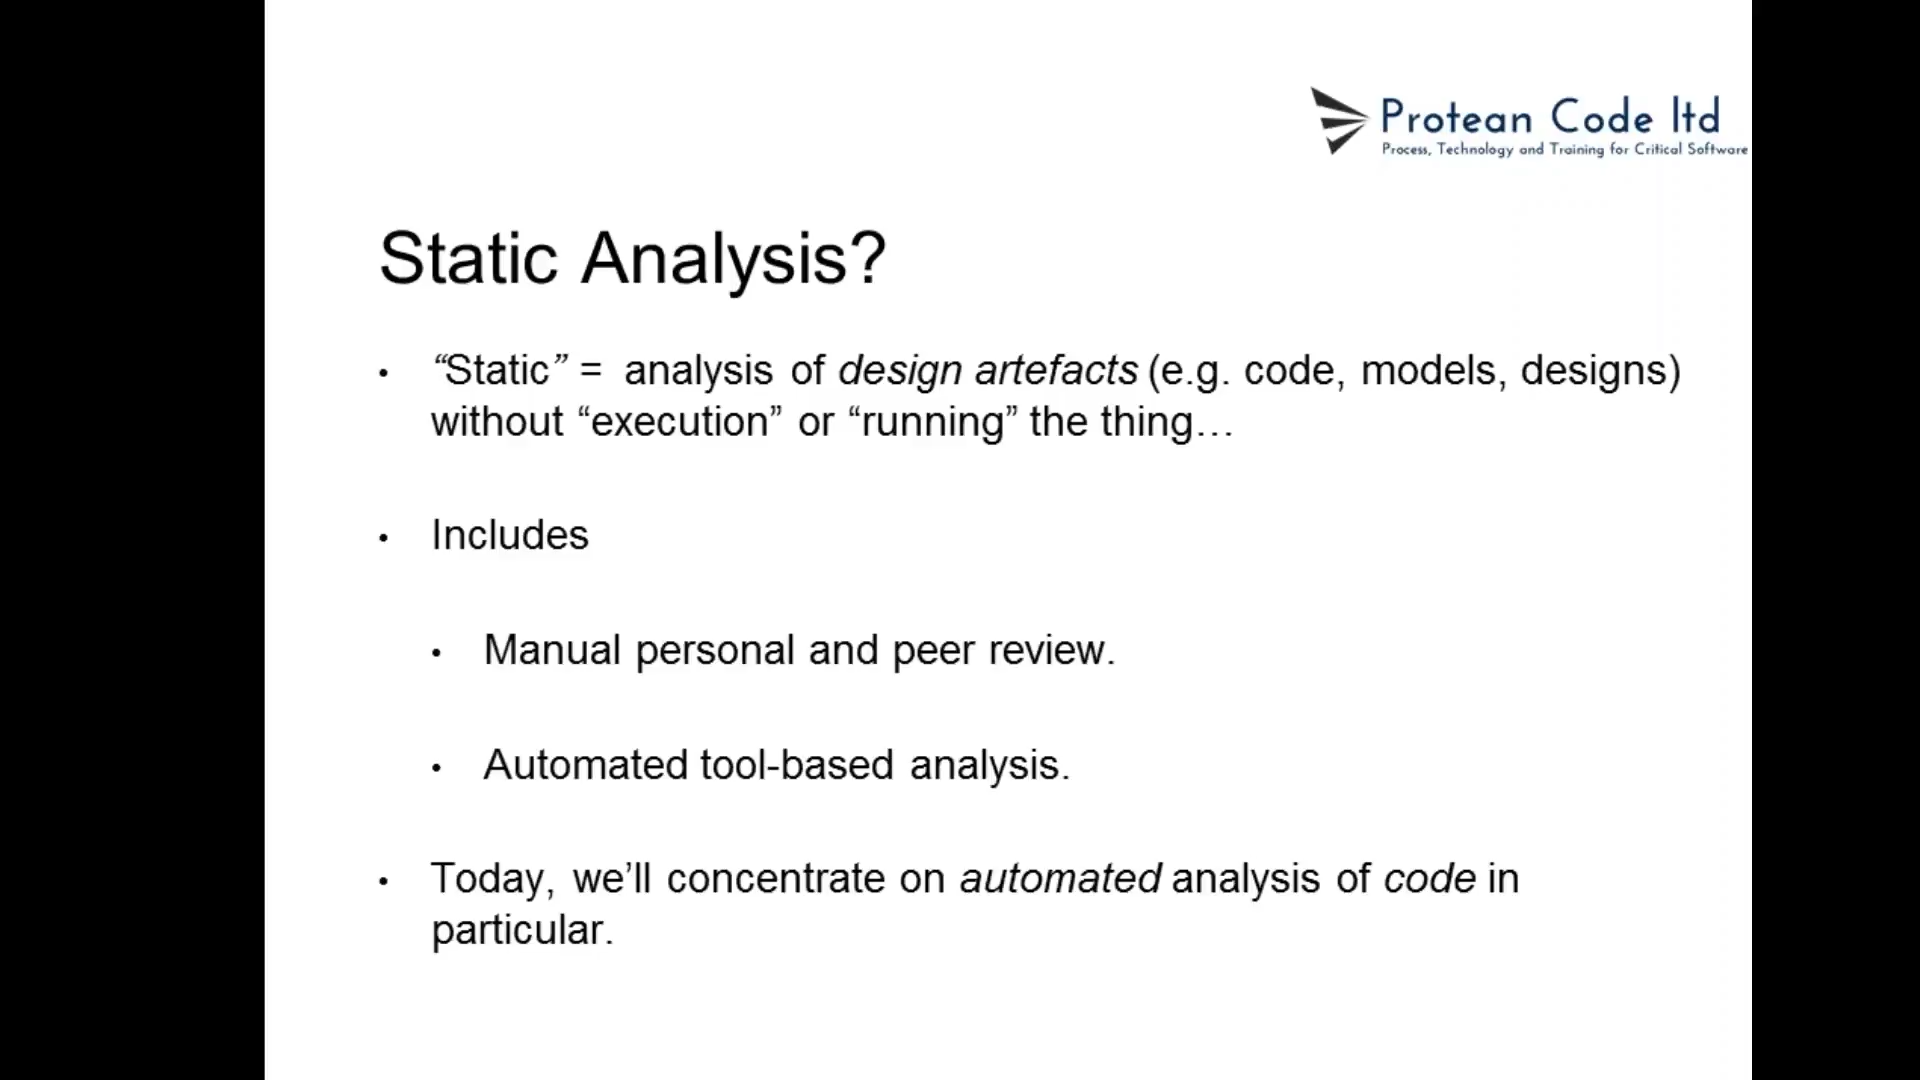 Protean Code ltd
Process, Technology and Training for Critical Software
Static Analysis?
• “Static” = analysis of design artefacts (e.g. code, models, designs)
without “execution” or “running” the thing…
• Includes
• Manual personal and peer review.
• Automated tool-based analysis.
• Today, we’ll concentrate on automated analysis of code in
particular.